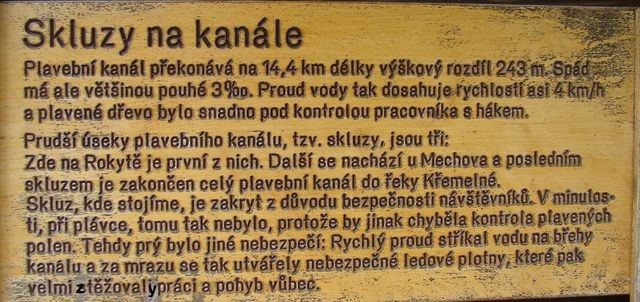 Skluzy na kanále
Plavební kanál překonává na 14,4 km délky výškový rozdíl 243 m. Spád
má ale většinou pouhé 3‰. Proud vody tak dosahuje rychlosti asi 4 km/h
a plavené dřevo bylo snadno pod kontrolou pracovníka s hákem.
Prudší úseky plavebního kanálu, tzv. skluzy, jsou tři:
Zde na Rokytě je první z nich. Další se nachází u Mechova a posledním
skluzem je zakončen celý plavební kanál do řeky Křemelné.
Skluz, kde stojíme, je zakryt z důvodu bezpečnosti návštěvníků. V minulos-
ti, při plávce, tomu tak nebylo, protože by jinak chyběla kontrola plavených
polen. Tehdy prý bylo jiné nebezpečí: Rychlý proud stříkal vodu na břehy
kanálu a za mrazu se tak utvářely nebezpečné ledové plotny, které pak
velmi ztěžovaly práci a pohyb vůbec.